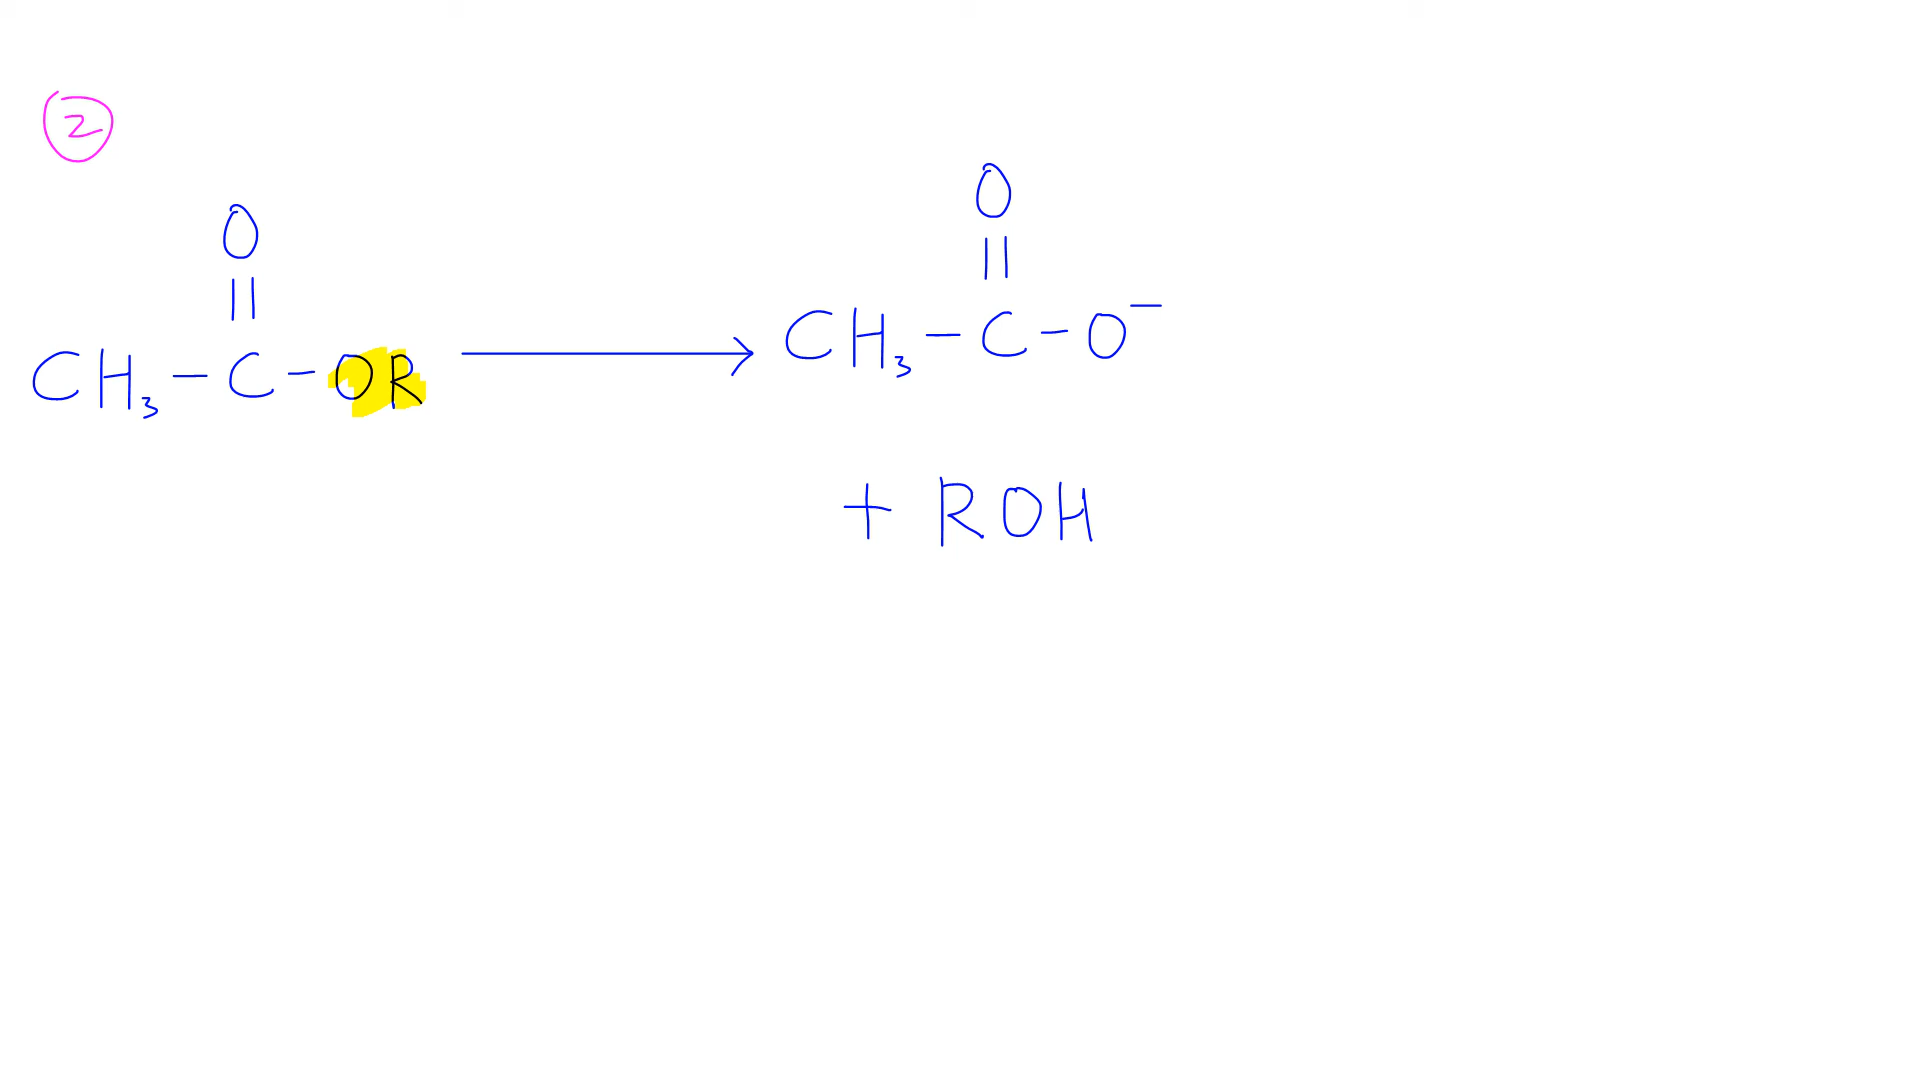 2
O
||
CH₃ – C – OR ⟶
O
||
CH₃ – C – O⁻
+ ROH